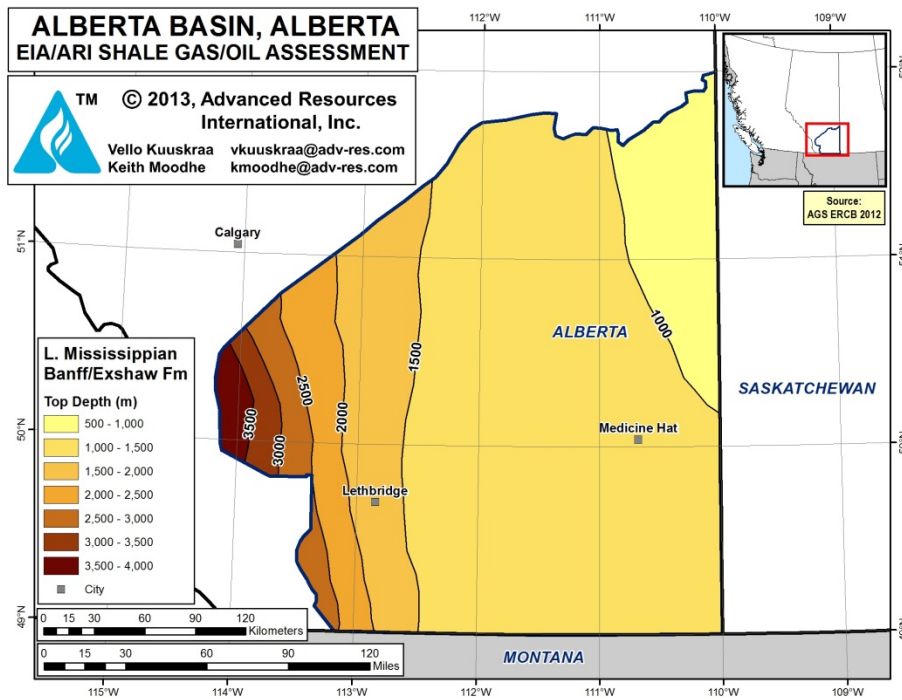 ALBERTA BASIN, ALBERTA
EIA/ARI SHALE GAS/OIL ASSESSMENT
TM
© 2013, Advanced Resources
International, Inc.
Vello Kuuskraa vkuuskraa@adv-res.com
Keith Moodhe kmoodhe@adv-res.com
112°W 111°W 110°W 109°W
Source:
AGS ERCB 2012
51°N
Calgary
51°N
1000
ALBERTA
1500
2500
2000
SASKATCHEWAN
3500
3000
50°N
Medicine Hat
50°N
Lethbridge
L. Mississippian
Banff/Exshaw Fm
Top Depth (m)
500 - 1,000
1,000 - 1,500
1,500 - 2,000
2,000 - 2,500
2,500 - 3,000
3,000 - 3,500
3,500 - 4,000
City
49°N
49°N
0 15 30 60 90 120
Kilometers
0 15 30 60 90 120
Miles
MONTANA
115°W 114°W 113°W 112°W 111°W 110°W 109°W